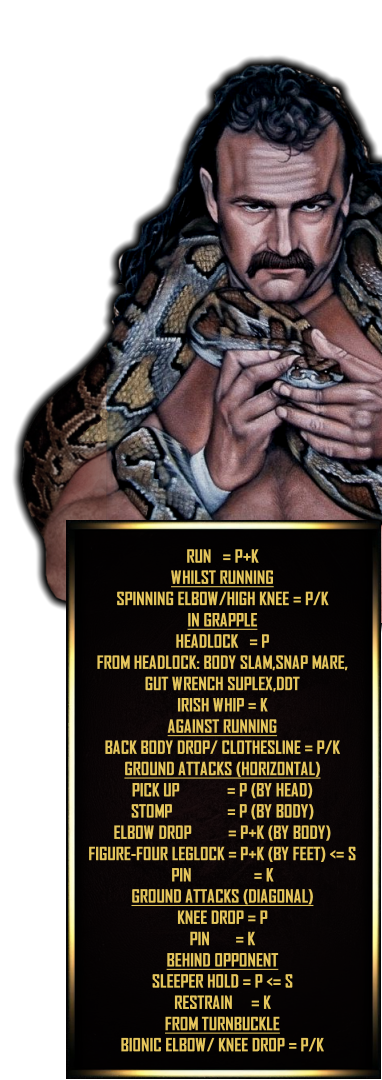 RUN = P+K
WHILST RUNNING
SPINNING ELBOW/HIGH KNEE = P/K
IN GRAPPLE
HEADLOCK = P
FROM HEADLOCK: BODY SLAM,SNAP MARE,
GUT WRENCH SUPLEX,DDT
IRISH WHIP = K
AGAINST RUNNING
BACK BODY DROP/ CLOTHESLINE = P/K
GROUND ATTACKS (HORIZONTAL)
PICK UP = P (BY HEAD)
STOMP = P (BY BODY)
ELBOW DROP = P+K (BY BODY)
FIGURE-FOUR LEGLOCK = P+K (BY FEET) <= S
PIN = K
GROUND ATTACKS (DIAGONAL)
KNEE DROP = P
PIN = K
BEHIND OPPONENT
SLEEPER HOLD = P <= S
RESTRAIN = K
FROM TURNBUCKLE
BIONIC ELBOW/ KNEE DROP = P/K